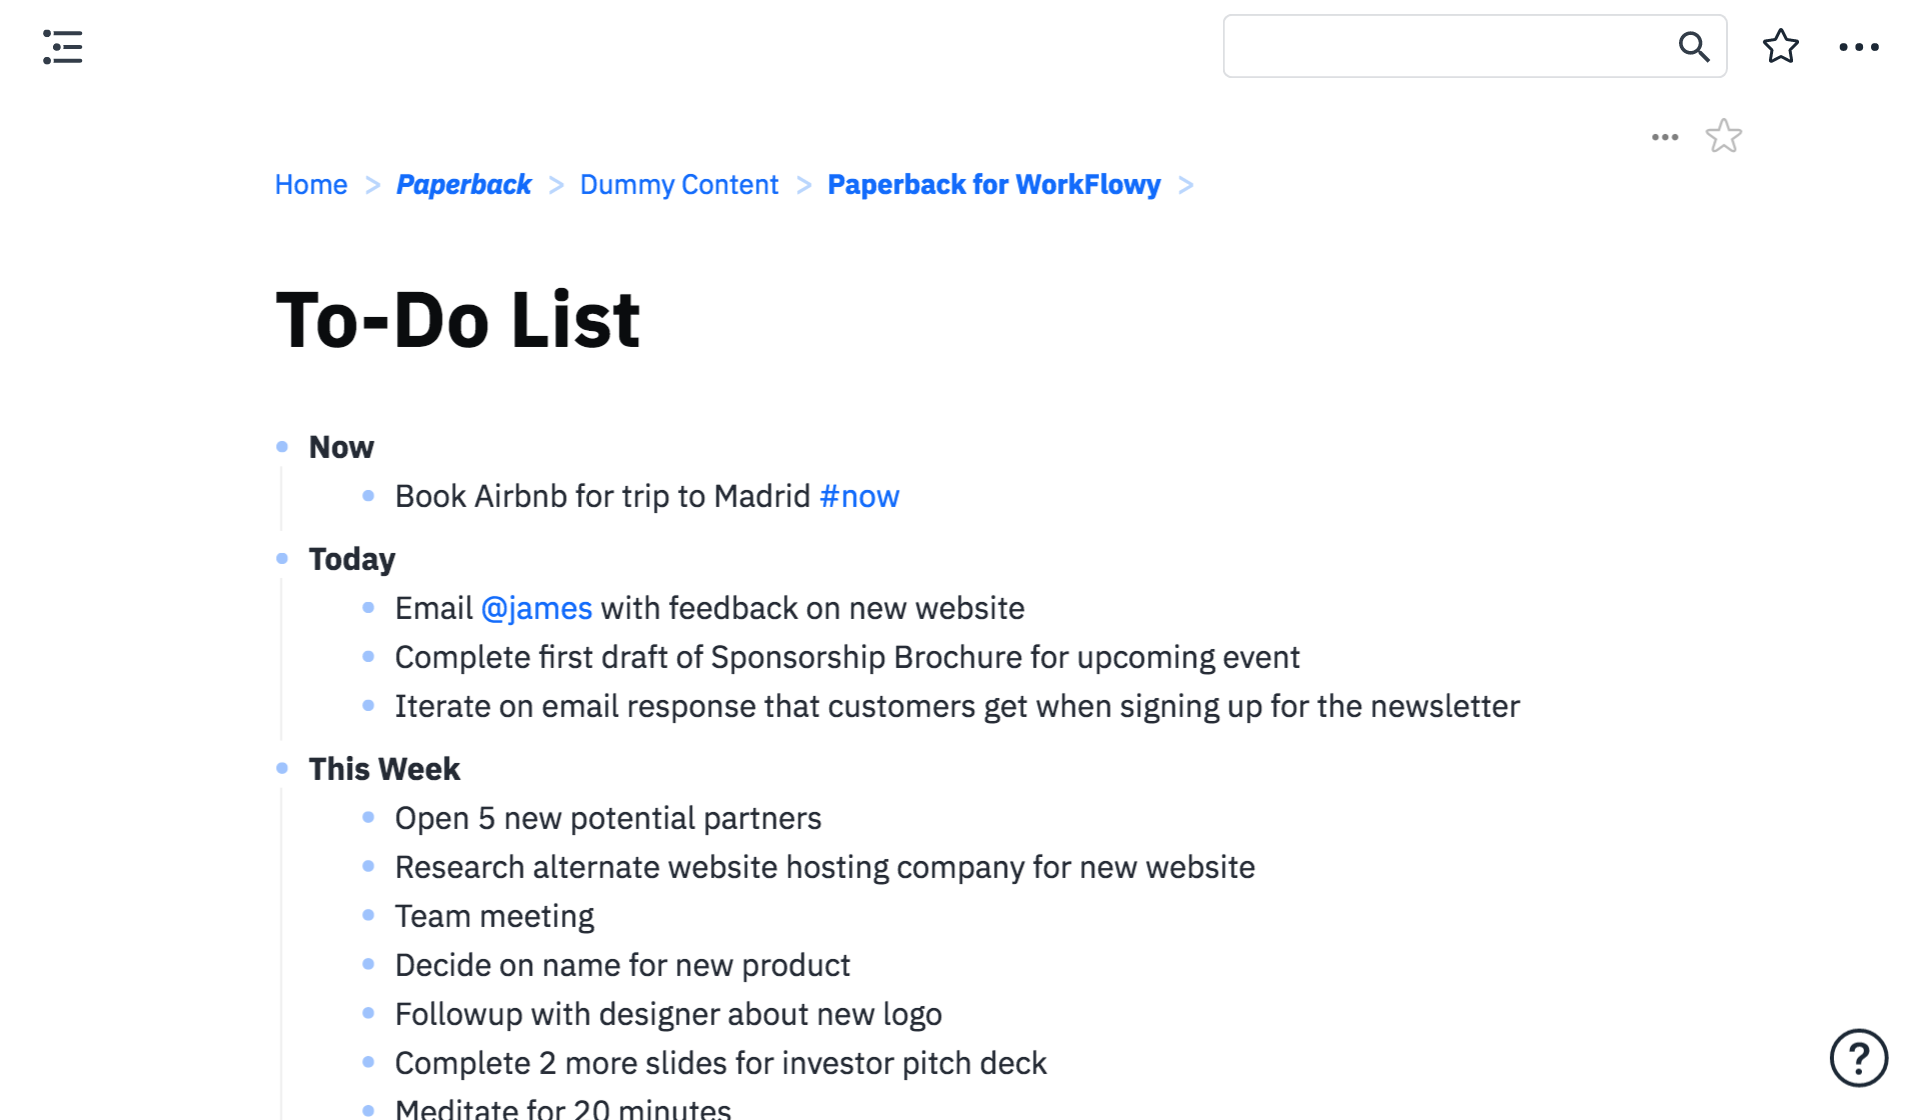 Home > Paperback > Dummy Content > Paperback for WorkFlowy >
To-Do List
Now
Book Airbnb for trip to Madrid #now
Today
Email @james with feedback on new website
Complete first draft of Sponsorship Brochure for upcoming event
Iterate on email response that customers get when signing up for the newsletter
This Week
Open 5 new potential partners
Research alternate website hosting company for new website
Team meeting
Decide on name for new product
Followup with designer about new logo
Complete 2 more slides for investor pitch deck
Meditate for 20 minutes
?